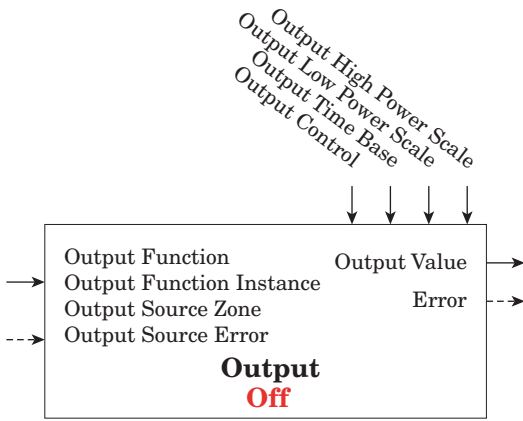 Output High Power Scale
Output Low Power Scale
Output Time Base
Output Control
Output Function
Output Function Instance
Output Source Zone
Output Source Error
Output Value
Error
Output
Off